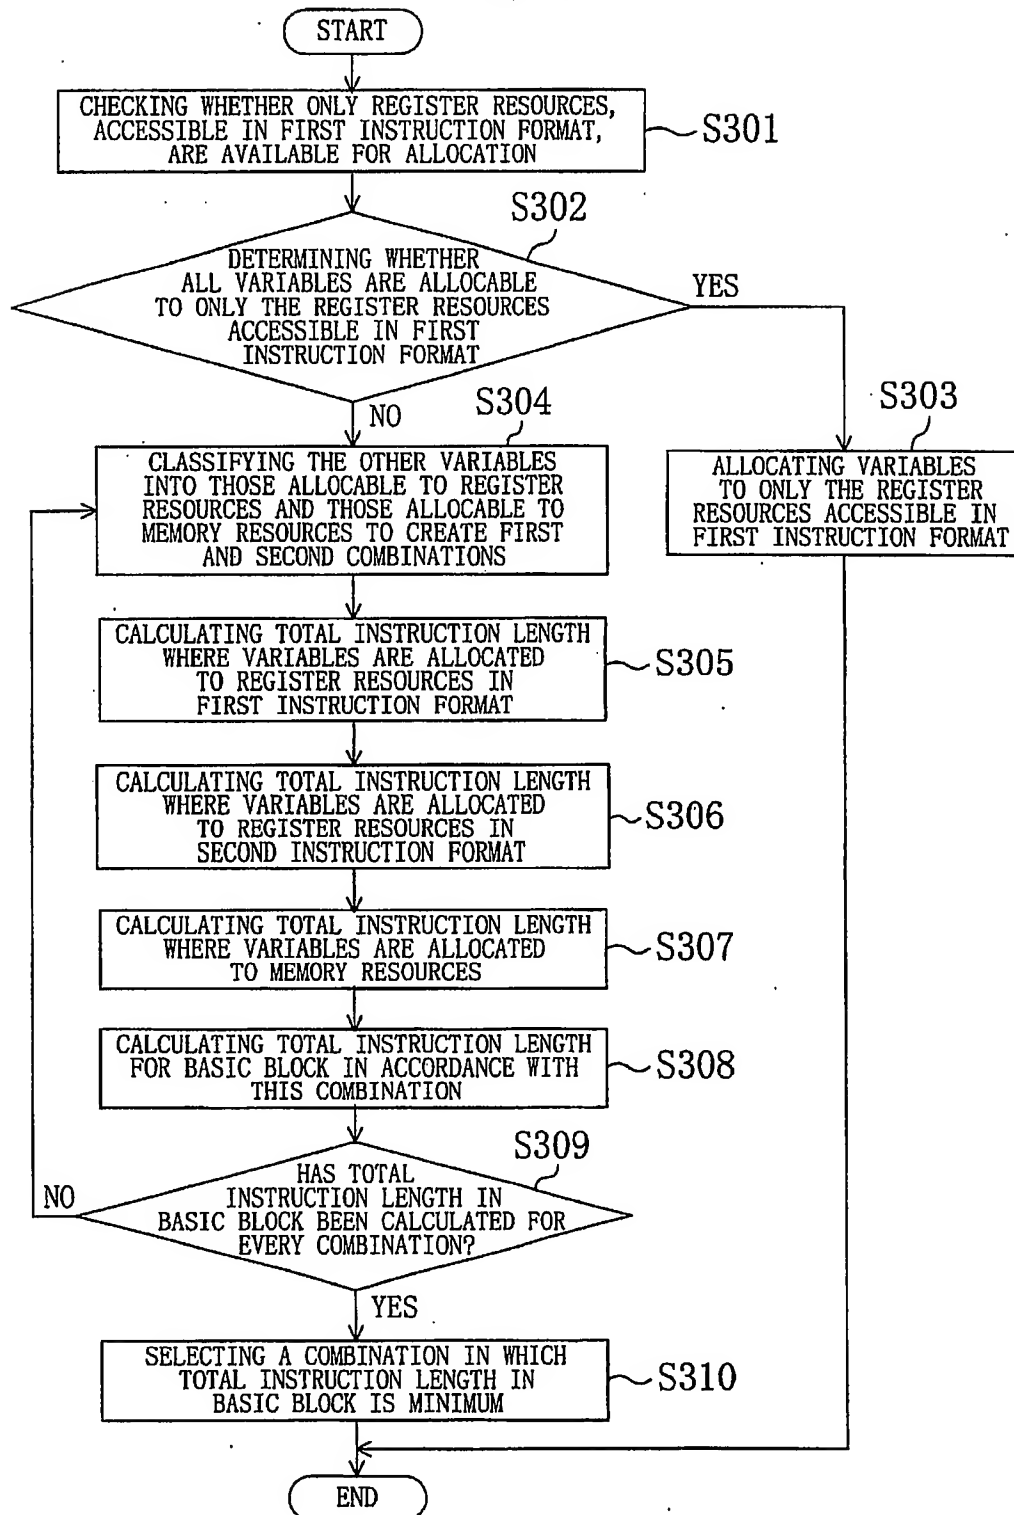 START
CHECKING WHETHER ONLY REGISTER RESOURCES,
ACCESSIBLE IN FIRST INSTRUCTION FORMAT,
ARE AVAILABLE FOR ALLOCATION
S301
S302
DETERMINING WHETHER
ALL VARIABLES ARE ALLOCABLE
TO ONLY THE REGISTER RESOURCES
ACCESSIBLE IN FIRST
INSTRUCTION FORMAT
YES
NO
S303
ALLOCATING VARIABLES
TO ONLY THE REGISTER
RESOURCES ACCESSIBLE IN
FIRST INSTRUCTION FORMAT
S304
CLASSIFYING THE OTHER VARIABLES
INTO THOSE ALLOCABLE TO REGISTER
RESOURCES AND THOSE ALLOCABLE TO
MEMORY RESOURCES TO CREATE FIRST
AND SECOND COMBINATIONS
CALCULATING TOTAL INSTRUCTION LENGTH
WHERE VARIABLES ARE ALLOCATED
TO REGISTER RESOURCES IN
FIRST INSTRUCTION FORMAT
S305
CALCULATING TOTAL INSTRUCTION LENGTH
WHERE VARIABLES ARE ALLOCATED
TO REGISTER RESOURCES IN
SECOND INSTRUCTION FORMAT
S306
CALCULATING TOTAL INSTRUCTION LENGTH
WHERE VARIABLES ARE ALLOCATED
TO MEMORY RESOURCES
S307
CALCULATING TOTAL INSTRUCTION LENGTH
FOR BASIC BLOCK IN ACCORDANCE WITH
THIS COMBINATION
S308
S309
HAS TOTAL
INSTRUCTION LENGTH IN
BASIC BLOCK BEEN CALCULATED FOR
EVERY COMBINATION?
NO
YES
SELECTING A COMBINATION IN WHICH
TOTAL INSTRUCTION LENGTH IN
BASIC BLOCK IS MINIMUM
S310
END